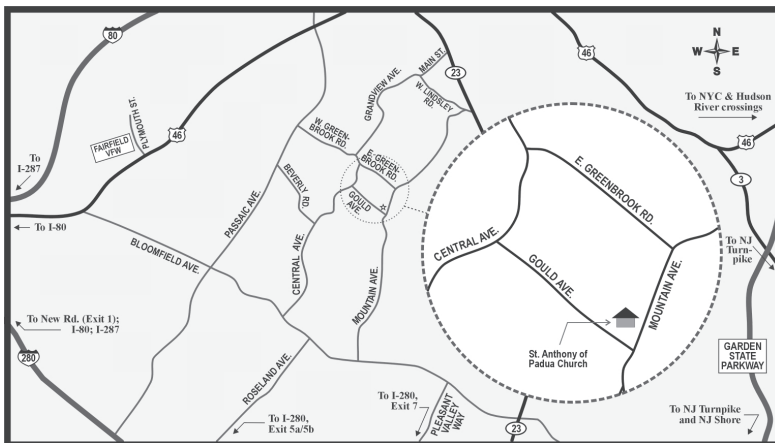 80
23
MAIN ST.
46
N
W E
S
GRANDVIEW AVE.
W. LINDSLEY
RD.
To NYC & Hudson
River crossings
PLYMOUTH ST.
46
W. GREEN-
BROOK RD.
46
FAIRFIELD
VFW
E. GREEN-
BROOK RD.
To
I-287
BEVERLY RD.
E. GREENBROOK RD.
3
PASSAIC AVE.
GOULD
AVE.
To I-80
CENTRAL AVE.
To NJ
Turn-
pike
BLOOMFIELD AVE.
CENTRAL AVE.
GOULD AVE.
MOUNTAIN AVE.
MOUNTAIN AVE.
To New Rd. (Exit 1);
I-80; I-287
St. Anthony of
Padua Church
280
ROSELAND AVE.
GARDEN
STATE
PARKWAY
To I-280,
Exit 7
PLEASANT
VALLEY
WAY
To I-280,
Exit 5a/5b
23
To NJ Turnpike
and NJ Shore